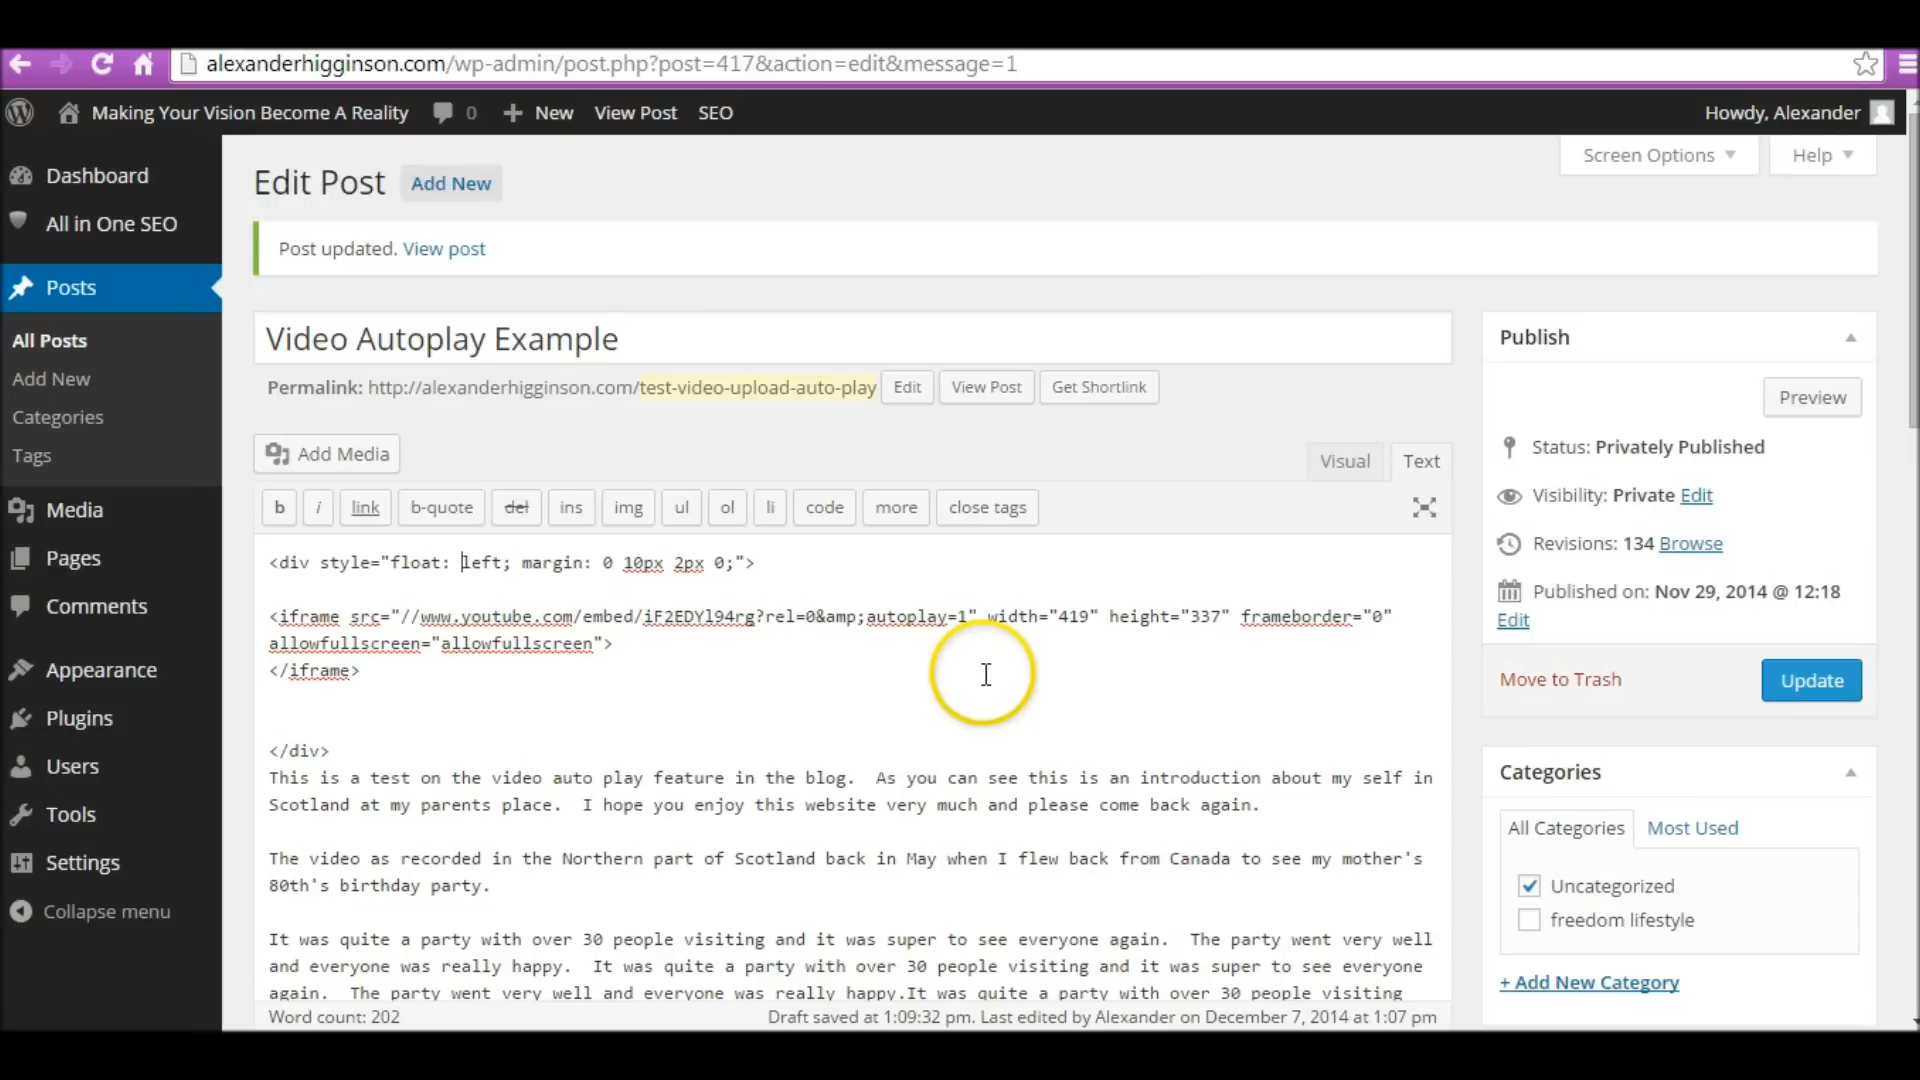 alexanderhigginson.com/wp-admin/post.php?post=417&action=edit&message=1
Making Your Vision Become A Reality 0 New View Post SEO Howdy, Alexander
Dashboard
All in One SEO
Posts
All Posts
Add New
Categories
Tags
Media
Pages
Comments
Appearance
Plugins
Users
Tools
Settings
Collapse menu
Screen Options Help
Edit Post Add New
Post updated. View post
Video Autoplay Example
Permalink: http://alexanderhigginson.com/test-video-upload-auto-play Edit View Post Get Shortlink
Add Media Visual Text
b i link b-quote del ins img ul ol li code more close tags
<div style="float: left; margin: 0 10px 2px 0;">
<iframe src="//www.youtube.com/embed/iF2EDYl94rg?rel=0&amp;autoplay=1" width="419" height="337" frameborder="0"
allowfullscreen="allowfullscreen">
</iframe>
</div>
This is a test on the video auto play feature in the blog.  As you can see this is an introduction about my self in
Scotland at my parents place.  I hope you enjoy this website very much and please come back again.
The video as recorded in the Northern part of Scotland back in May when I flew back from Canada to see my mother's
80th's birthday party.
It was quite a party with over 30 people visiting and it was super to see everyone again.  The party went very well
and everyone was really happy.  It was quite a party with over 30 people visiting and it was super to see everyone
again.  The party went very well and everyone was really happy.It was quite a party with over 30 people visiting
Word count: 202 Draft saved at 1:09:32 pm. Last edited by Alexander on December 7, 2014 at 1:07 pm
Publish
Preview
Status: Privately Published
Visibility: Private Edit
Revisions: 134 Browse
Published on: Nov 29, 2014 @ 12:18
Edit
Move to Trash Update
Categories
All Categories Most Used
Uncategorized
freedom lifestyle
+ Add New Category